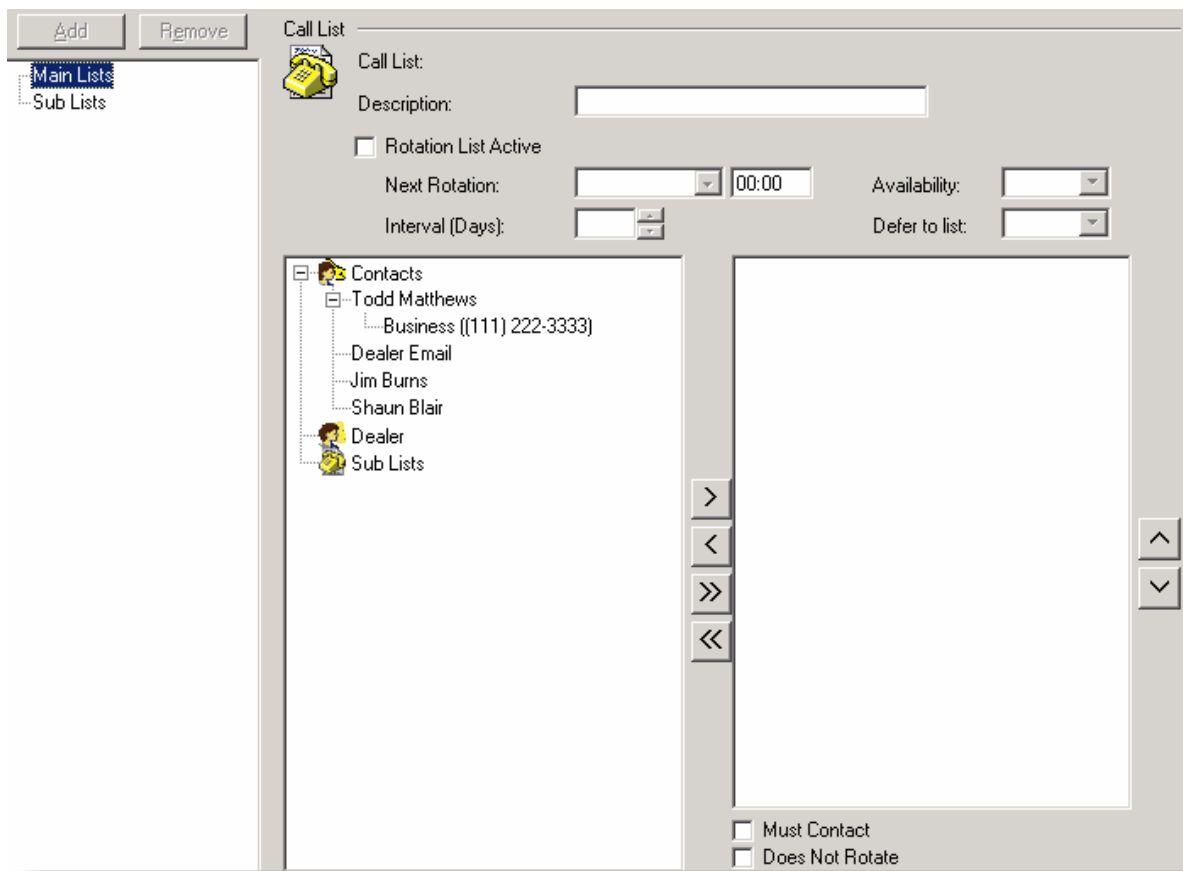 Add
Remove
Main Lists
Sub Lists
Call List
Call List:
Description:
Rotation List Active
Next Rotation:
00:00
Availability:
Interval (Days):
Defer to list:
Contacts
Todd Matthews
Business ((111) 222-3333)
Dealer Email
Jim Burns
Shaun Blair
Dealer
Sub Lists
>
<
>>
<<
Must Contact
Does Not Rotate